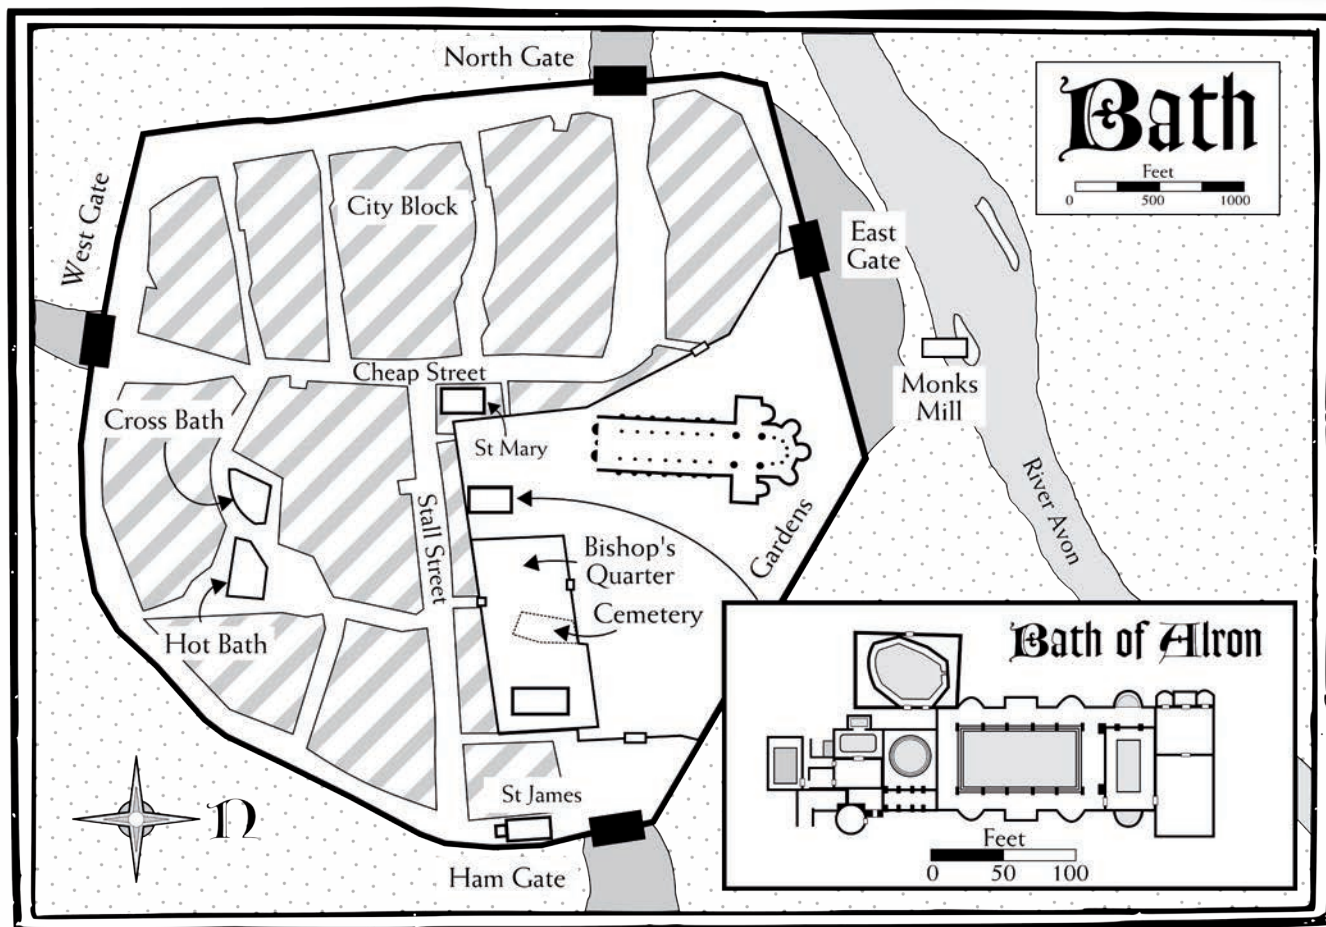 North Gate
Bath
Feet
0 500 1000
West Gate
City Block
East
Gate
Cheap Street
Monks
Mill
Cross Bath
St Mary
River Avon
Stall Street
Gardens
Bishop's
Quarter
Cemetery
Hot Bath
Bath of Alron
St James
N
Feet
0 50 100
Ham Gate